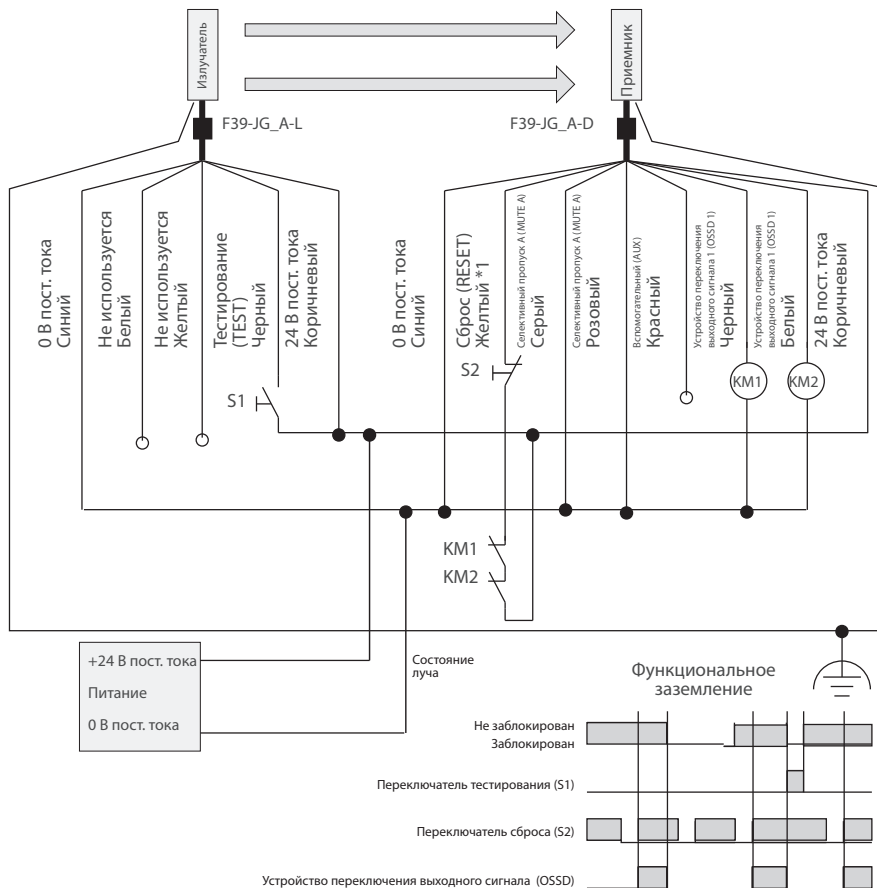 Излучатель
Приемник
F39-JG_A-L
F39-JG_A-D
0 В пост. тока
Синий
Не используется
Белый
Не используется
Желтый
Тестирование
(TEST)
Черный
24 В пост. тока
Коричневый
0 В пост. тока
Синий
Сброс (RESET)
Желтый *1
Селективный пропуск A (MUTE A)
Серый
Селективный пропуск A (MUTE A)
Розовый
Вспомогательный (AUX)
Красный
Устройство переключения
выходного сигнала 1 (OSSD 1)
Черный
Устройство переключения
выходного сигнала 1 (OSSD 1)
Белый
24 В пост. тока
Коричневый
S1
S2
KM1
KM2
KM1
KM2
+24 В пост. тока
Питание
0 В пост. тока
Состояние
луча
Функциональное
заземление
Не заблокирован
Заблокирован
Переключатель тестирования (S1)
Переключатель сброса (S2)
Устройство переключения выходного сигнала (OSSD)